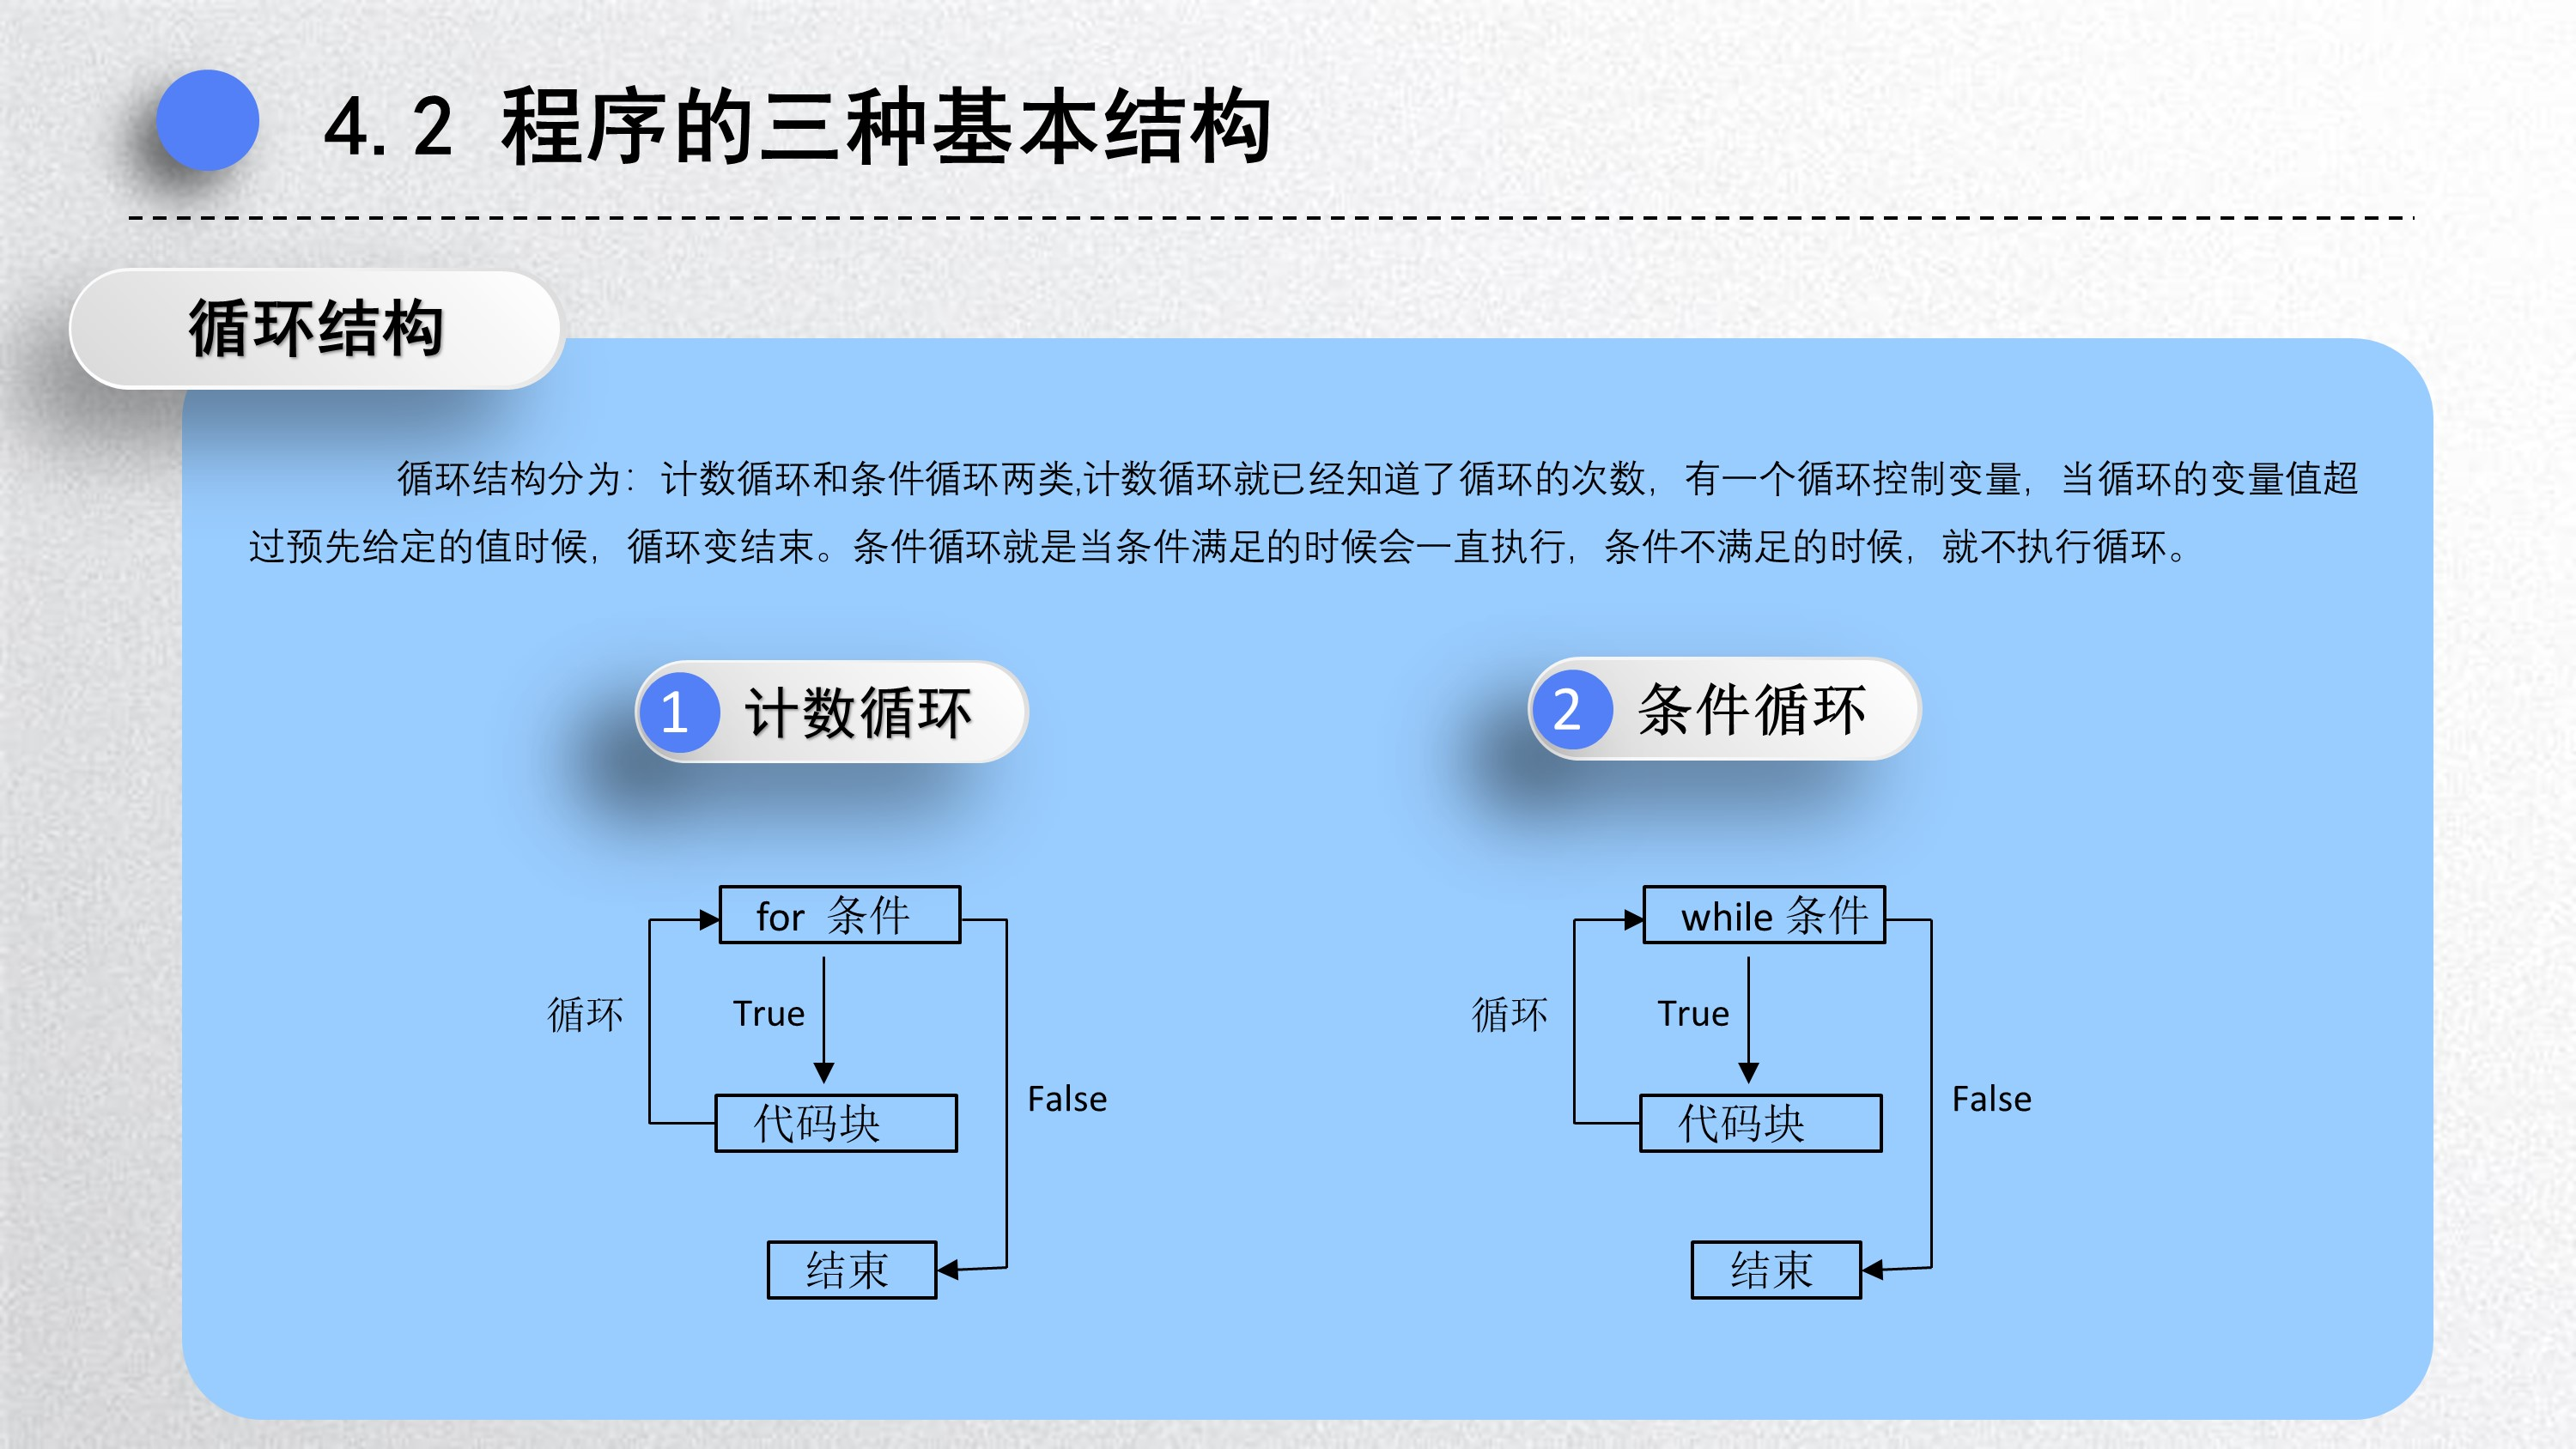 4.2 程序的三种基本结构
循环结构
循环结构分为：计数循环和条件循环两类,计数循环就已经知道了循环的次数，有一个循环控制变量，当循环的变量值超
过预先给定的值时候，循环变结束。条件循环就是当条件满足的时候会一直执行，条件不满足的时候，就不执行循环。
1 计数循环
for 条件
循环
True
False
代码块
结束
2 条件循环
while 条件
循环
True
False
代码块
结束